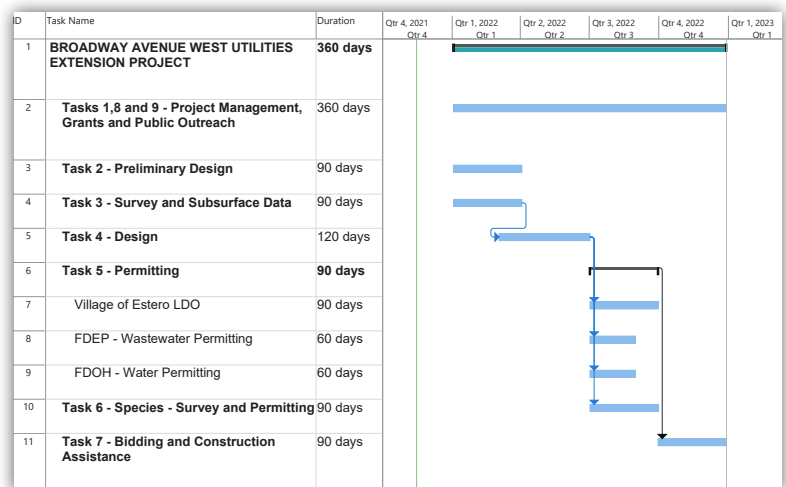 ID Task Name Duration Qtr 4, 2021 Qtr 1, 2022 Qtr 2, 2022 Qtr 3, 2022 Qtr 4, 2022 Qtr 1, 2023
Qtr 4 Qtr 1 Qtr 2 Qtr 3 Qtr 4 Qtr 1
1 BROADWAY AVENUE WEST UTILITIES 360 days
EXTENSION PROJECT
2 Tasks 1,8 and 9 - Project Management, 360 days
Grants and Public Outreach
3 Task 2 - Preliminary Design 90 days
4 Task 3 - Survey and Subsurface Data 90 days
5 Task 4 - Design 120 days
6 Task 5 - Permitting 90 days
7 Village of Estero LDO 90 days
8 FDEP - Wastewater Permitting 60 days
9 FDOH - Water Permitting 60 days
10 Task 6 - Species - Survey and Permitting 90 days
11 Task 7 - Bidding and Construction 90 days
Assistance